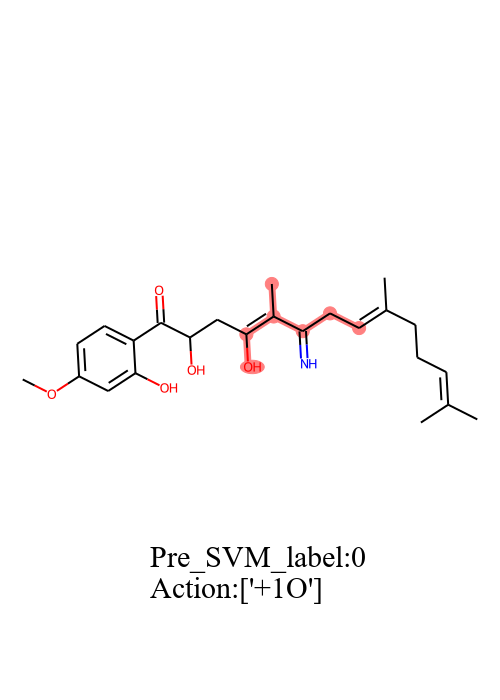 O
OH
OH
NH
OH
O
Pre_SVM_label:0
Action:['+1O']